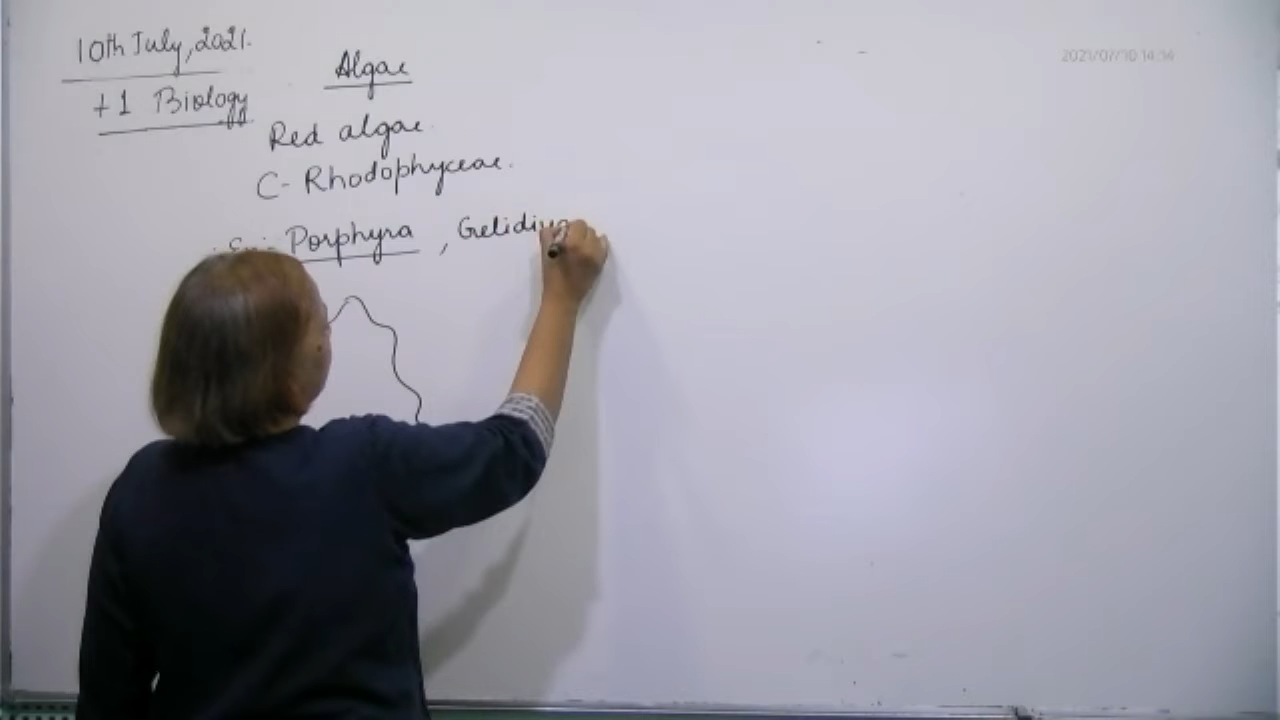 10th July, 2021.
+1 Biology
Algae
Red algae.
C- Rhodophyceae.
Porphyra , Gelidiu
2021/07/10 14:14